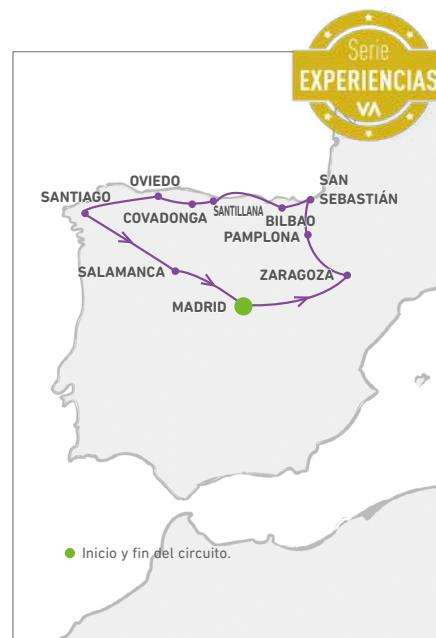 Serie
EXPERIENCIAS
VA
OVIEDO
SAN
SEBASTIÁN
SANTIAGO
COVADONGA
SANTILLANA
BILBAO
PAMPLONA
SALAMANCA
ZARAGOZA
MADRID
Inicio y fin del circuito.